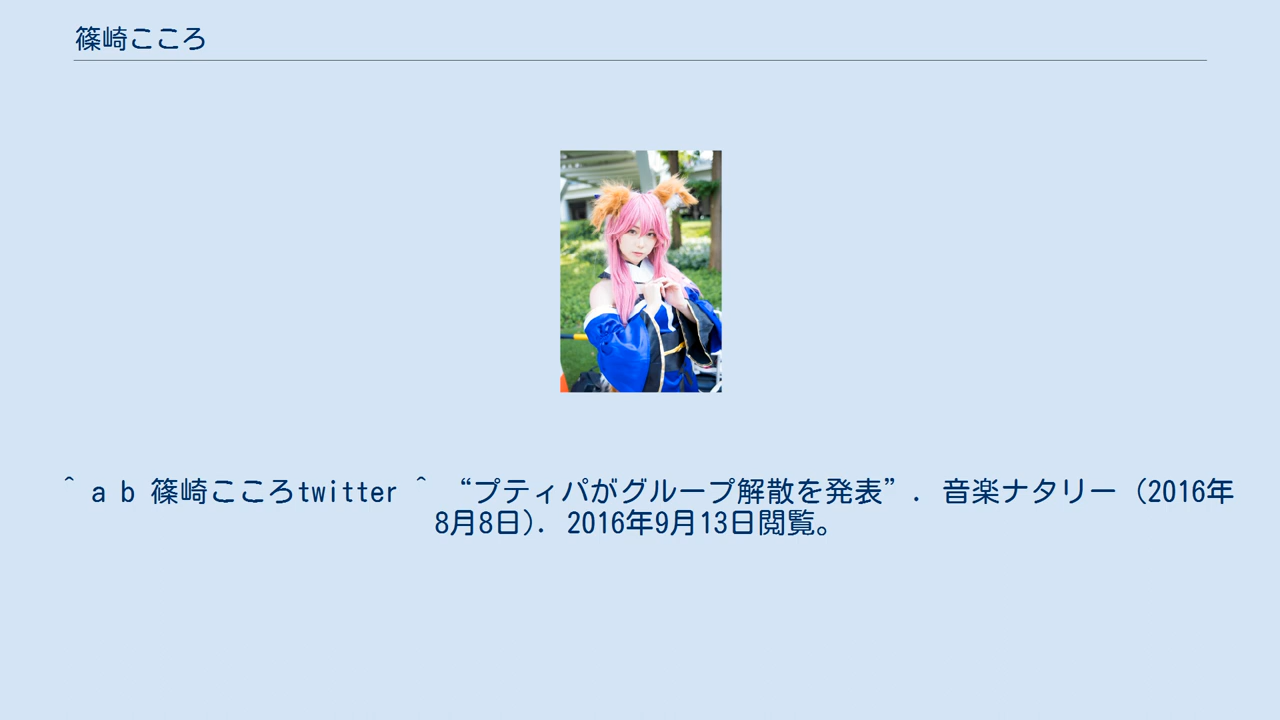 篠崎こころ
^ a b 篠崎こころtwitter ^ “プティパがグループ解散を発表”. 音楽ナタリー (2016年
8月8日). 2016年9月13日閲覧。